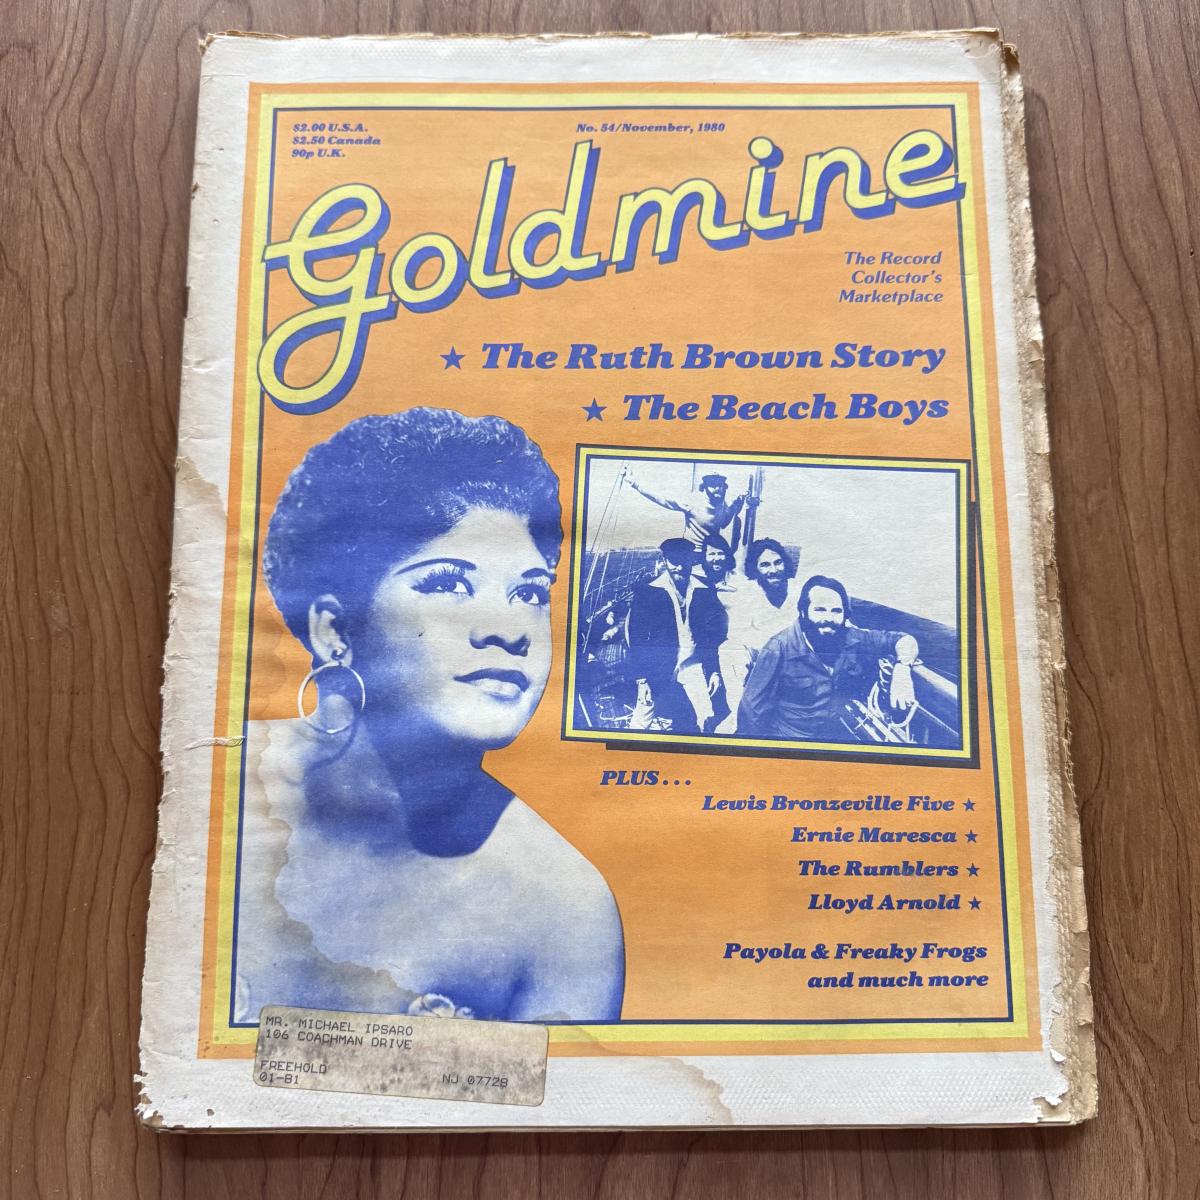 $2.00 U.S.A.
$2.50 Canada
90p U.K.
No. 54/November, 1980
Goldmine
The Record
Collector's
Marketplace
★ The Ruth Brown Story
★ The Beach Boys
PLUS...
Lewis Bronzeville Five ★
Ernie Maresca ★
The Rumblers ★
Lloyd Arnold ★
Payola & Freaky Frogs
and much more
MR. MICHAEL IPSARO
106 COACHMAN DRIVE
FREEHOLD
01-81 NJ 07728